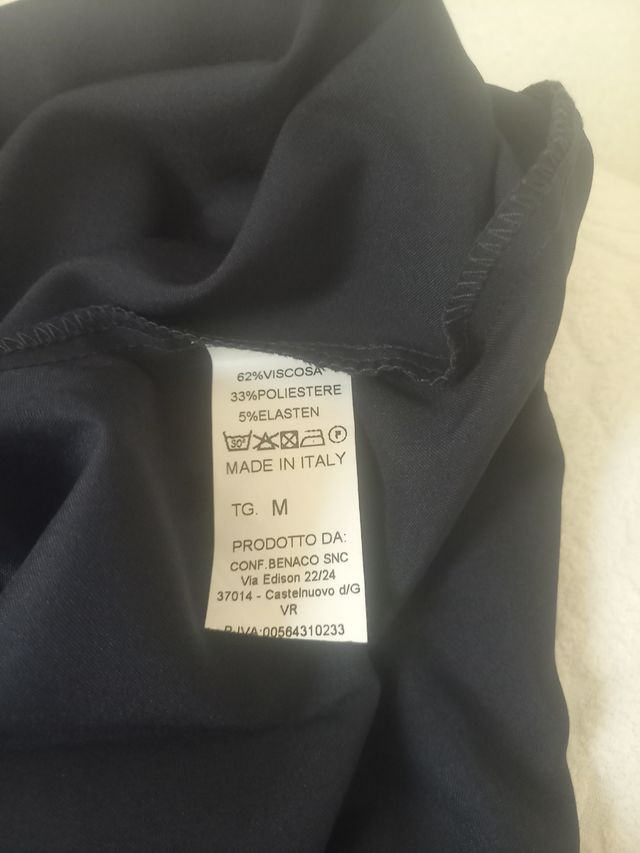 62%VISCOSA
33%POLIESTERE
5%ELASTEN
30° P
MADE IN ITALY
TG. M
PRODOTTO DA:
CONF.BENACO SNC
Via Edison 22/24
37014 - Castelnuovo d/G
VR
P.IVA:00564310233